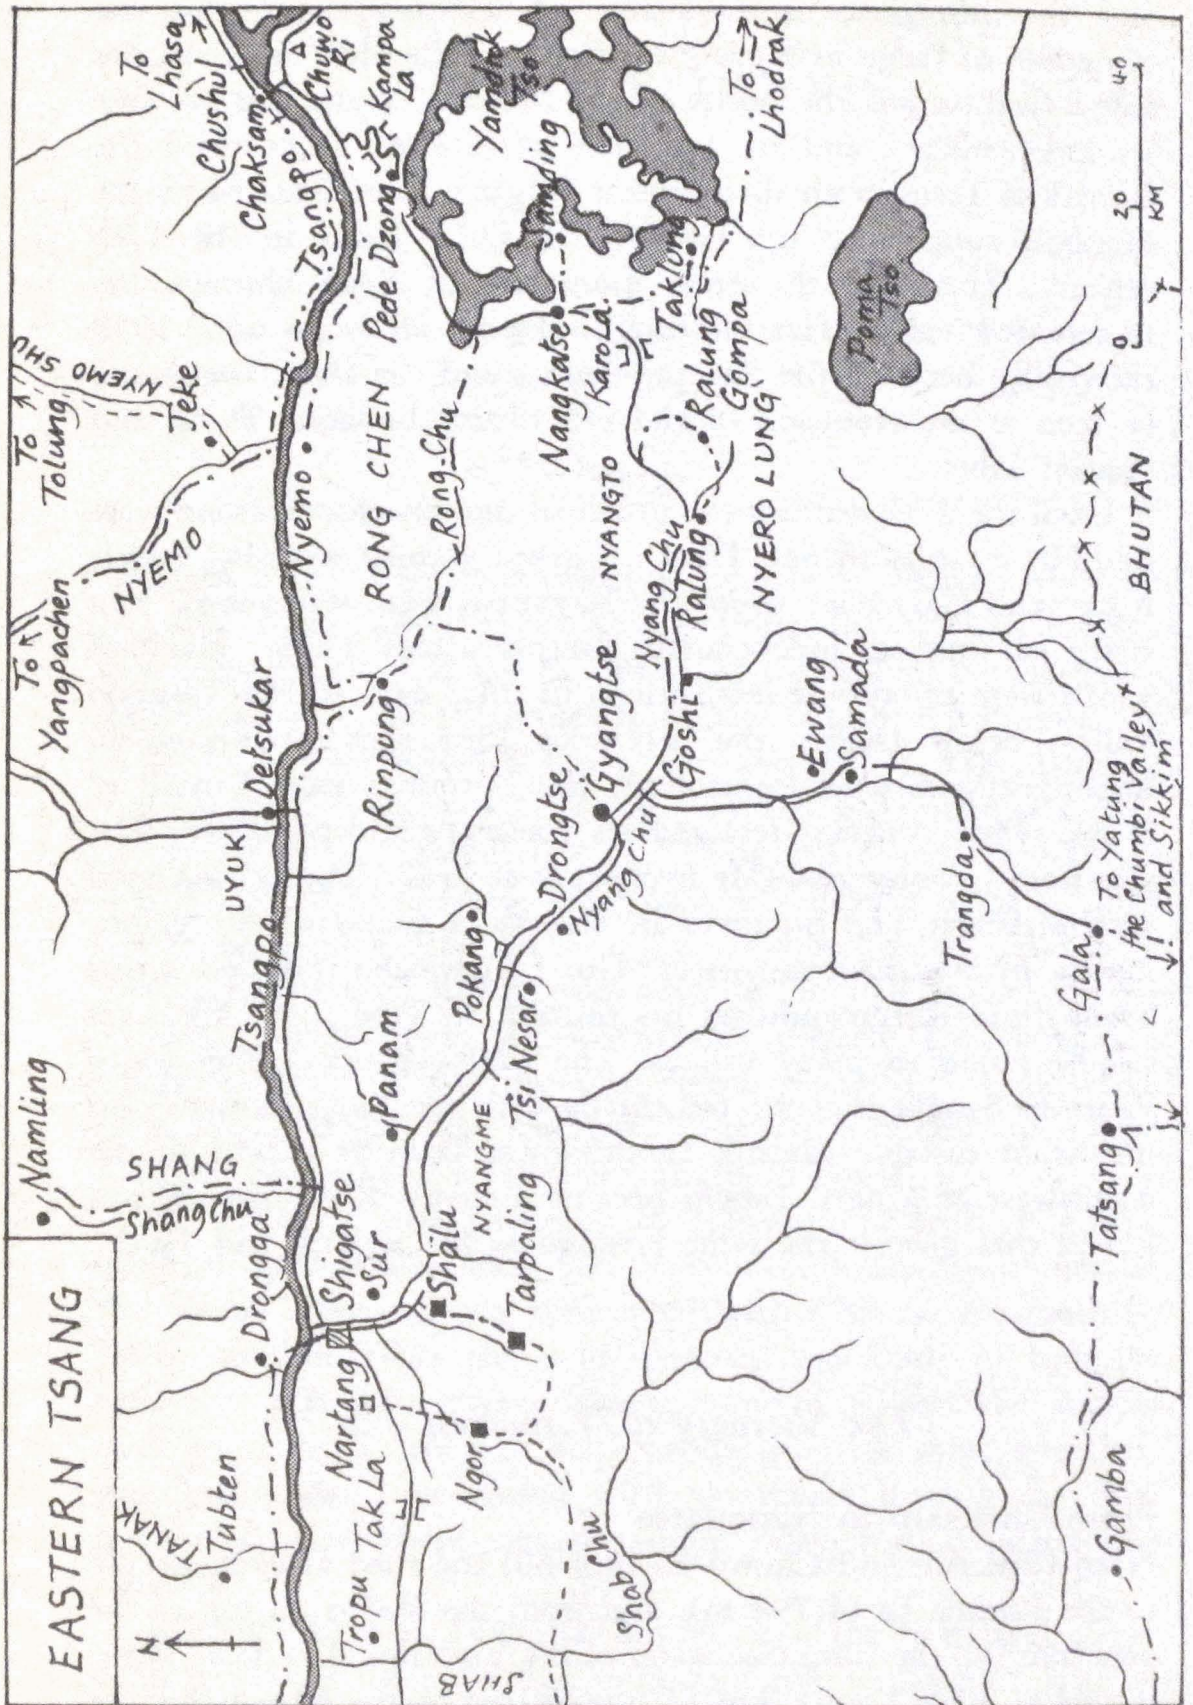 EASTERN TSANG
N
TANAK
Tubten
Drongga
Namling
SHANG
Shang Chu
Tsangpo
UYUK
Detsukar
To
Yangpachen
NYEMO
To
Tolung
NYEMO SHU
Teke
Nyemo
Tsangpo
Chaksam
Chushul
To
Lhasa
Chuwo
Ri
Kampa
La
Pede Dzong
RONG CHEN
Rong Chu
Rinpung
Yamdrok
Tso
Samding
Nangkatse
Karo La
Taklung
To
Lhodrak
Ralung
Gompa
NYANGTO
Nyang Chu
Ralung
NYERO LUNG
Poma
Tso
0
20
40
KM
BHUTAN
Shigatse
Sur
Nartang
Tak La
Tropu
SHAB
Ngor
Shab Chu
Shalu
Tarpaling
NYANGME
Panam
Pokang
Tsi Nesar
Drongtse
Nyang Chu
Gyangtse
Goshi
Ewang
Samada
Trangda
Gala
To Yatung
the Chumbi Valley
and Sikkim
Tatsang
Gamba